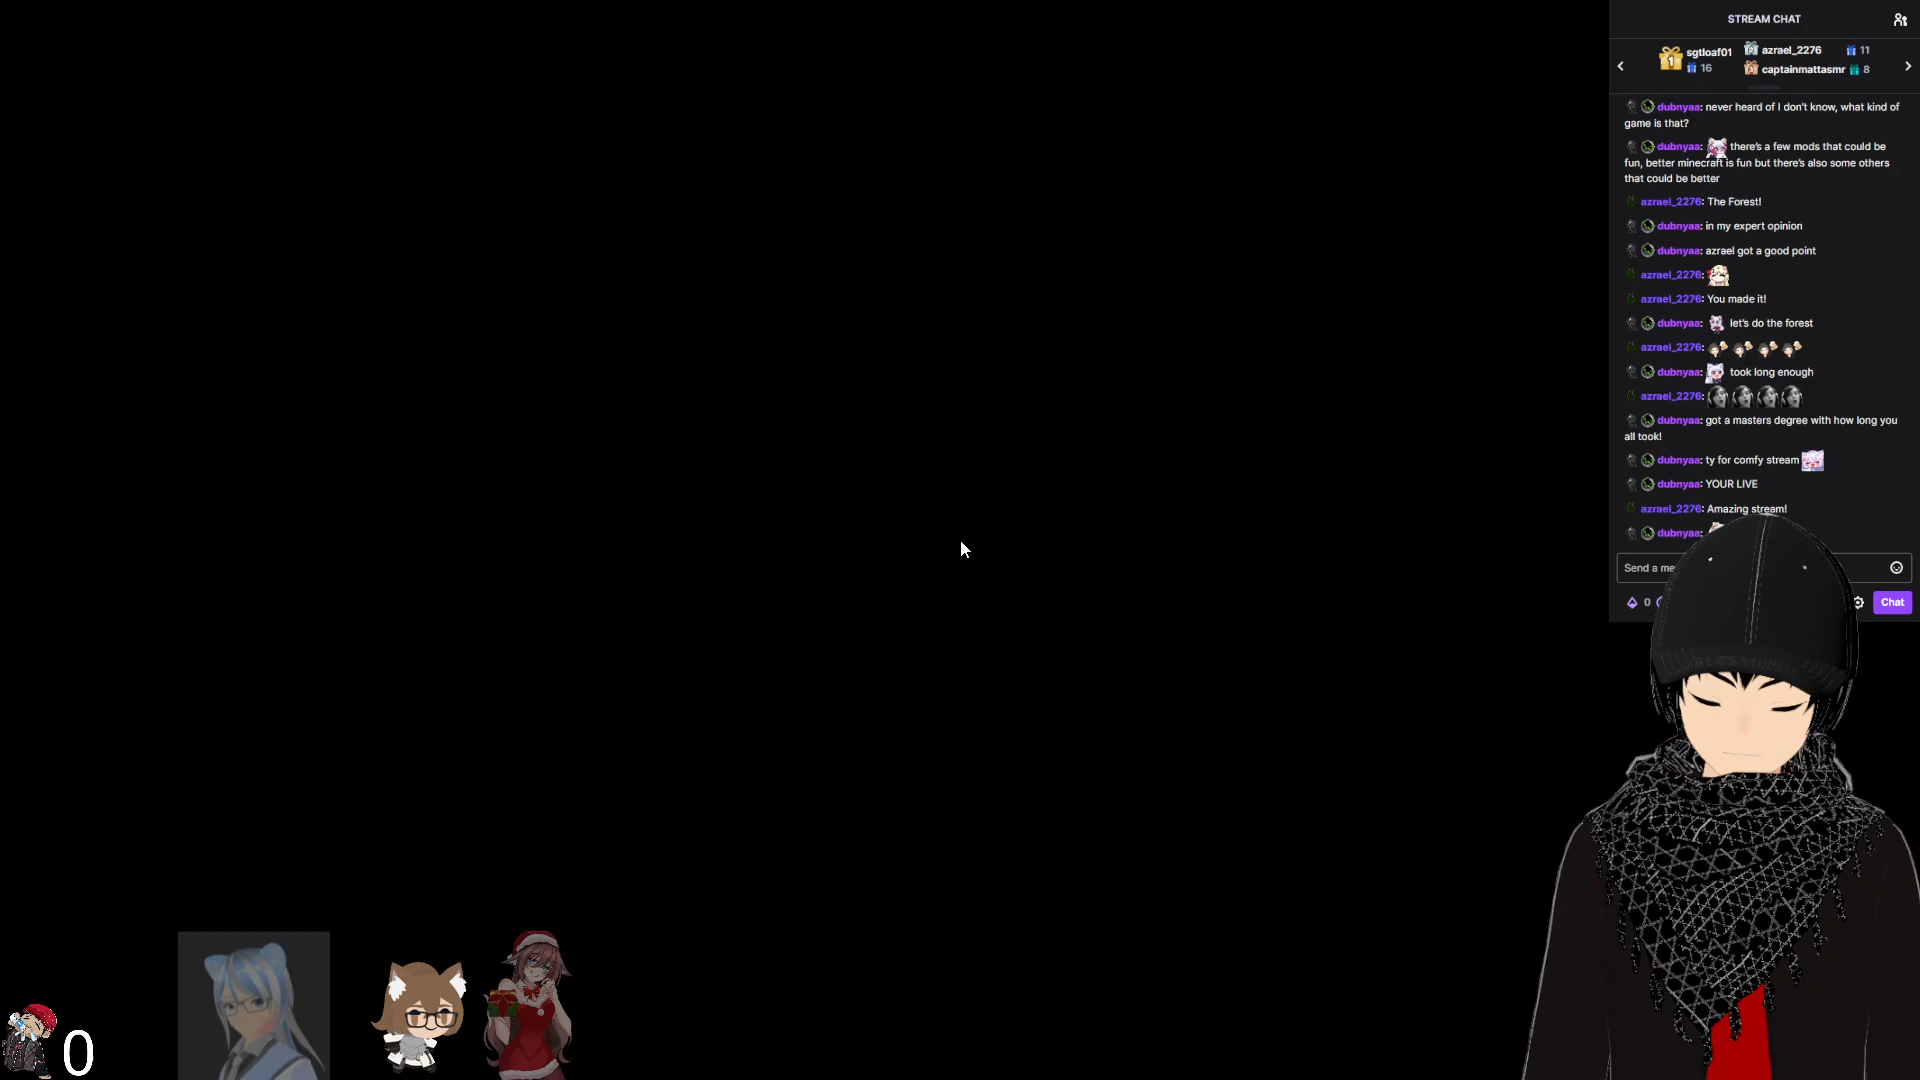 STREAM CHAT
1 sgtloaf01
16
azrael_2276 11
captainmattasmr 8
dubnyaa: never heard of I don't know, what kind of
game is that?
dubnyaa: there's a few mods that could be
fun, better minecraft is fun but there's also some others
that could be better
azrael_2276: The Forest!
dubnyaa: in my expert opinion
dubnyaa: azrael got a good point
azrael_2276:
azrael_2276: You made it!
dubnyaa: let's do the forest
azrael_2276:
dubnyaa: took long enough
azrael_2276:
dubnyaa: got a masters degree with how long you
all took!
dubnyaa: ty for comfy stream
dubnyaa: YOUR LIVE
azrael_2276: Amazing stream!
dubnyaa:
Send a me
0
Chat
0